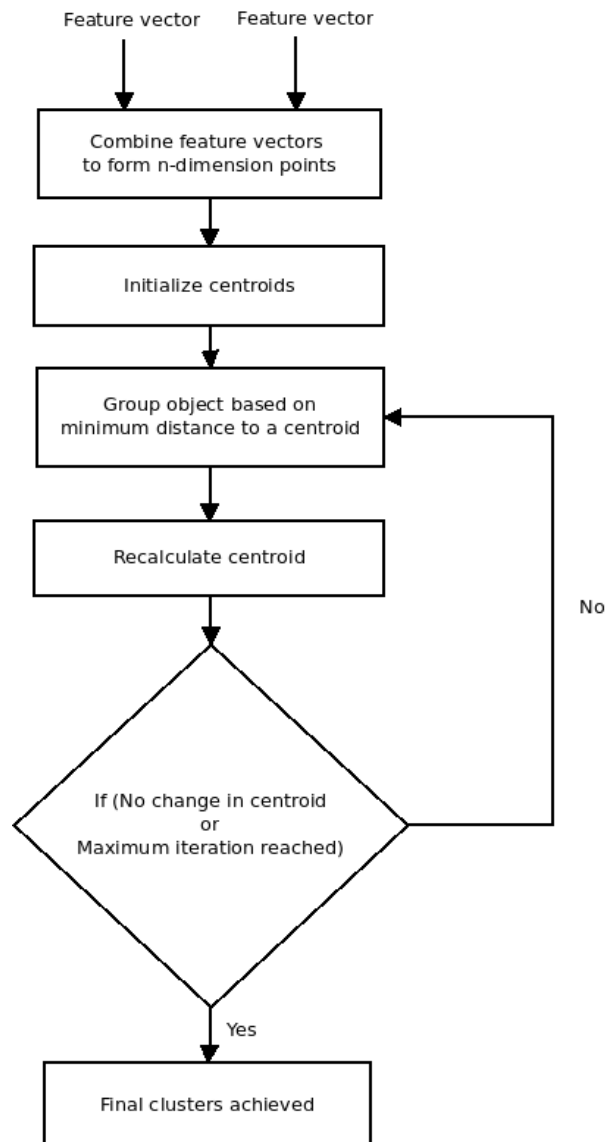 Feature vector
Feature vector
Combine feature vectors
to form n-dimension points
Initialize centroids
Group object based on
minimum distance to a centroid
Recalculate centroid
No
If (No change in centroid
or
Maximum iteration reached)
Yes
Final clusters achieved